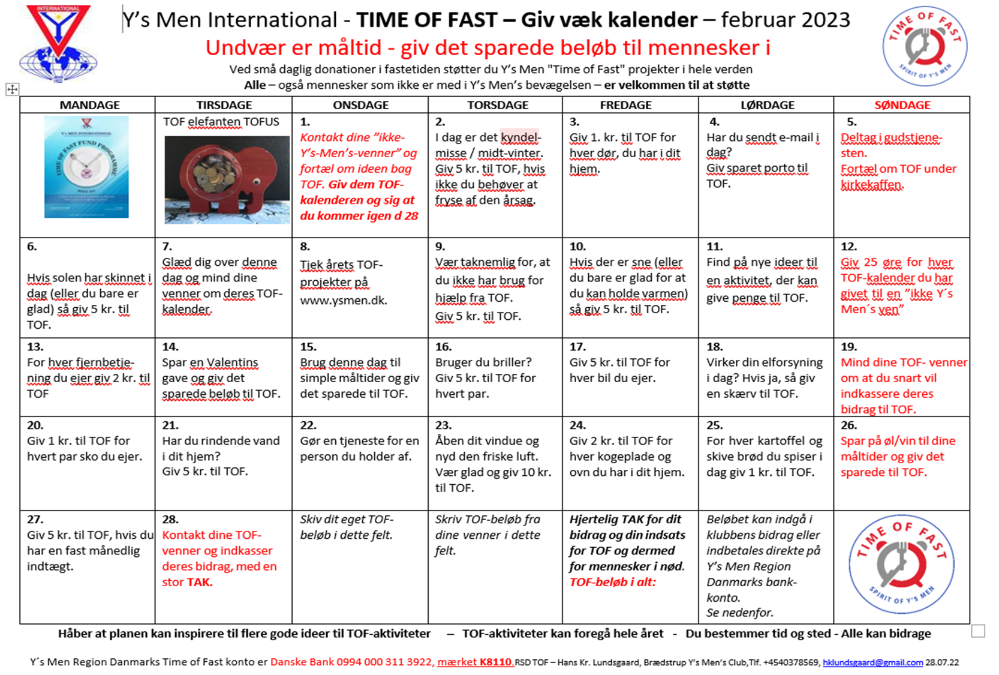 INTERNATIONAL
Y
SINCE
1922
Y's Men International - TIME OF FAST – Giv væk kalender – februar 2023
Undvær er måltid - giv det sparede beløb til mennesker i
Ved små daglig donationer i fastetiden støtter du Y's Men "Time of Fast" projekter i hele verden
Alle – også mennesker som ikke er med i Y's Men's bevægelsen – er velkommen til at støtte
TIME OF FAST
SPIRIT OF Y'S MEN
MANDAGE TIRSDAGE ONSDAGE TORSDAGE FREDAGE LØRDAGE SØNDAGE
Y's MEN INTERNATIONAL
TIME OF FAST FUND PROGRAMME
TOF elefanten TOFUS
1.
Kontakt dine ”ikke-
Y's-Men's-venner” og
fortæl om ideen bag
TOF. Giv dem TOF-
kalenderen og sig at
du kommer igen d 28
2.
I dag er det kyndel-
misse / midt-vinter.
Giv 5 kr. til TOF, hvis
ikke du behøver at
fryse af den årsag.
3.
Giv 1. kr. til TOF for
hver dør, du har i dit
hjem.
4.
Har du sendt e-mail i
dag?
Giv sparet porto til
TOF.
5.
Deltag i gudstjene-
sten.
Fortæl om TOF under
kirkekaffen.
6.
Hvis solen har skinnet i
dag (eller du bare er
glad) så giv 5 kr. til
TOF.
7.
Glæd dig over denne
dag og mind dine
venner om deres TOF-
kalender.
8.
Tjek årets TOF-
projekter på
www.ysmen.dk.
9.
Vær taknemlig for, at
du ikke har brug for
hjælp fra TOF.
Giv 5 kr. til TOF.
10.
Hvis der er sne (eller
du bare er glad for at
du kan holde varmen)
så giv 5 kr. til TOF.
11.
Find på nye ideer til
en aktivitet, der kan
give penge til TOF.
12.
Giv 25 øre for hver
TOF-kalender du har
givet til en ”ikke Y´s
Men´s ven”
13.
For hver fjernbetje-
ning du ejer giv 2 kr. til
TOF
14.
Spar en Valentins
gave og giv det
sparede beløb til TOF.
15.
Brug denne dag til
simple måltider og giv
det sparede til TOF.
16.
Bruger du briller?
Giv 5 kr. til TOF for
hvert par.
17.
Giv 5 kr. til TOF for
hver bil du ejer.
18.
Virker din elforsyning
i dag? Hvis ja, så giv
en skærv til TOF.
19.
Mind dine TOF- venner
om at du snart vil
indkassere deres
bidrag til TOF.
20.
Giv 1 kr. til TOF for
hvert par sko du ejer.
21.
Har du rindende vand
i dit hjem?
Giv 5 kr. til TOF.
22.
Gør en tjeneste for en
person du holder af.
23.
Åben dit vindue og
nyd den friske luft.
Vær glad og giv 10 kr.
til TOF.
24.
Giv 2 kr. til TOF for
hver kogeplade og
ovn du har i dit hjem.
25.
For hver kartoffel og
skive brød du spiser i
dag giv 1 kr. til TOF.
26.
Spar på øl/vin til dine
måltider og giv det
sparede til TOF.
27.
Giv 5 kr. til TOF, hvis du
har en fast månedlig
indtægt.
28.
Kontakt dine TOF-
venner og indkasser
deres bidrag, med en
stor TAK.
Skiv dit eget TOF-
beløb i dette felt.
Skriv TOF-beløb fra
dine venner i dette
felt.
Hjertelig TAK for dit
bidrag og din indsats
for TOF og dermed
for mennesker i nød.
TOF-beløb i alt:
Beløbet kan indgå i
klubbens bidrag eller
indbetales direkte på
Y's Men Region
Danmarks bank-
konto.
Se nedenfor.
TIME OF FAST
SPIRIT OF Y'S MEN
Håber at planen kan inspirere til flere gode ideer til TOF-aktiviteter – TOF-aktiviteter kan foregå hele året - Du bestemmer tid og sted - Alle kan bidrage
Y´s Men Region Danmarks Time of Fast konto er Danske Bank 0994 000 311 3922, mærket K8110. RSD TOF – Hans Kr. Lundsgaard, Brædstrup Y's Men's Club,Tlf. +4540378569, hklundsgaard@gmail.com 28.07.22